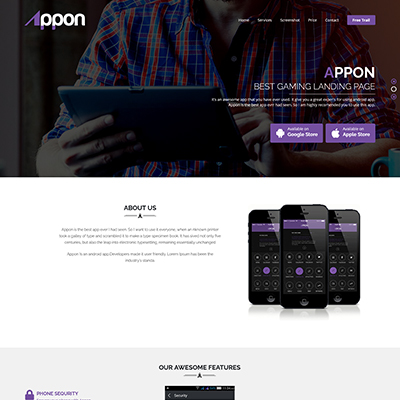 Appon
Home Services Screenshot Price Contact Free Trail
APPON
BEST GAMING LANDING PAGE
It's an awesome app that you have ever used. It give you a great experts for using android app.
Appon is the best app ever had seen. So I am highly recomended you to use this app.
Available on
Google Store
Available on
Apple Store
ABOUT US
Appon is the best app ever I had seen. So I want to use it everyone, when an rknown printer
took a galley of type and scrambled it to make a type specimen book. It has urvived not only five
centuries, but also the leap into electronic typesetting, remaining essentially unchanged
Appon is an android app.Developers made it user friendly. Lorem Ipsum has been the
industry's standa
OUR AWESOME FEATURES
PHONE SEQURITY
Security